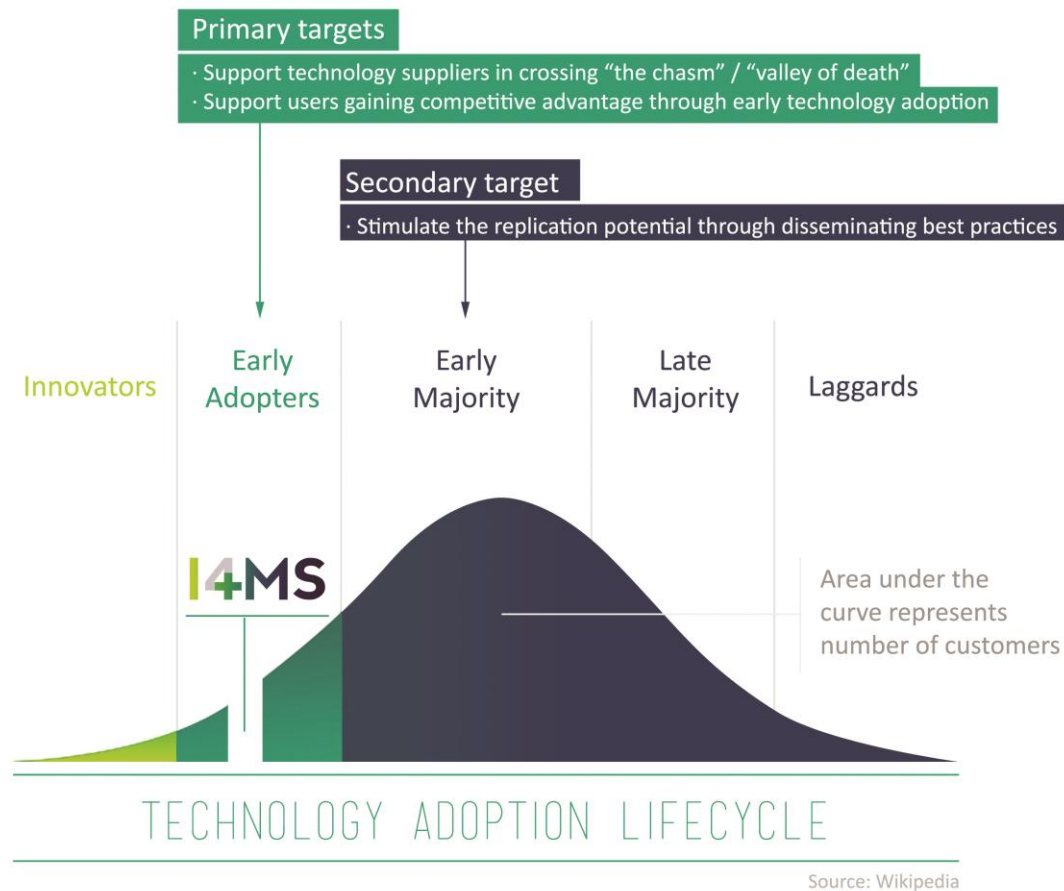 Primary targets
· Support technology suppliers in crossing “the chasm” / “valley of death”
· Support users gaining competitive advantage through early technology adoption
Secondary target
· Stimulate the replication potential through disseminating best practices
Innovators
Early
Adopters
Early
Majority
Late
Majority
Laggards
I4MS
Area under the
curve represents
number of customers
TECHNOLOGY ADOPTION LIFECYCLE
Source: Wikipedia